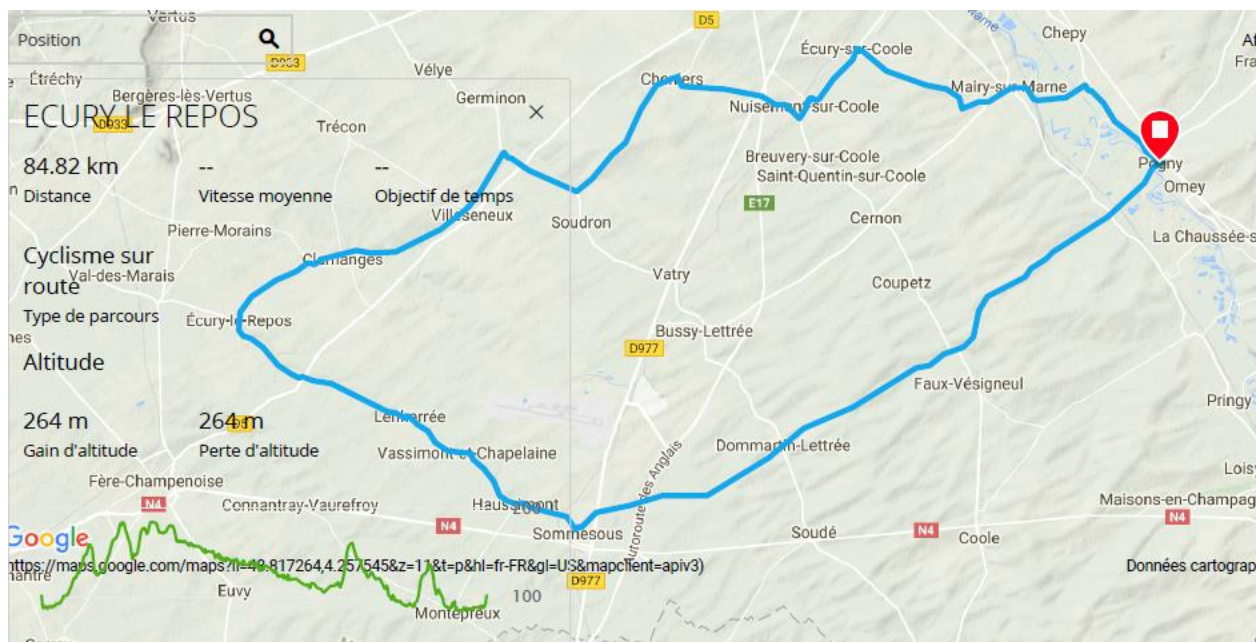 Vertus
Position
D5
Écury-sur-Coole
Chepy
D933
Étréchy
Vélye
Cheniers
Mairy-sur-Marne
Marne
Bergères-lès-Vertus
Germinon
Nuisement-sur-Coole
ECURY LE REPOS
D933
Trécon
84.82 km
--
--
Distance
Vitesse moyenne
Objectif de temps
Breuvery-sur-Coole
Saint-Quentin-sur-Coole
Pogny
Omey
E17
Villeseneux
Soudron
Cernon
Pierre-Morains
La Chaussée-s
Cyclisme sur
route
Clamanges
Val-des-Marais
Vatry
Coupetz
Type de parcours
Écury-le-Repos
Bussy-Lettrée
D977
Altitude
Faux-Vésigneul
Pringy
264 m
264 m
Lenharrée
Gain d'altitude
Perte d'altitude
Vassimont-et-Chapelaine
Dommartin-Lettrée
Autoroute des Anglais
Loisy
Fère-Champenoise
N4
Connantray-Vaurefroy
Haussimont
200
Maisons-en-Champag
N4
N4
N4
Sommesous
Soudé
Coole
Google
https://maps.google.com/maps?ll=48.817264,4.257545&z=11&t=p&hl=fr-FR&gl=US&mapclient=apiv3)
Données cartograp
D977
Euvy
100
Montépreux